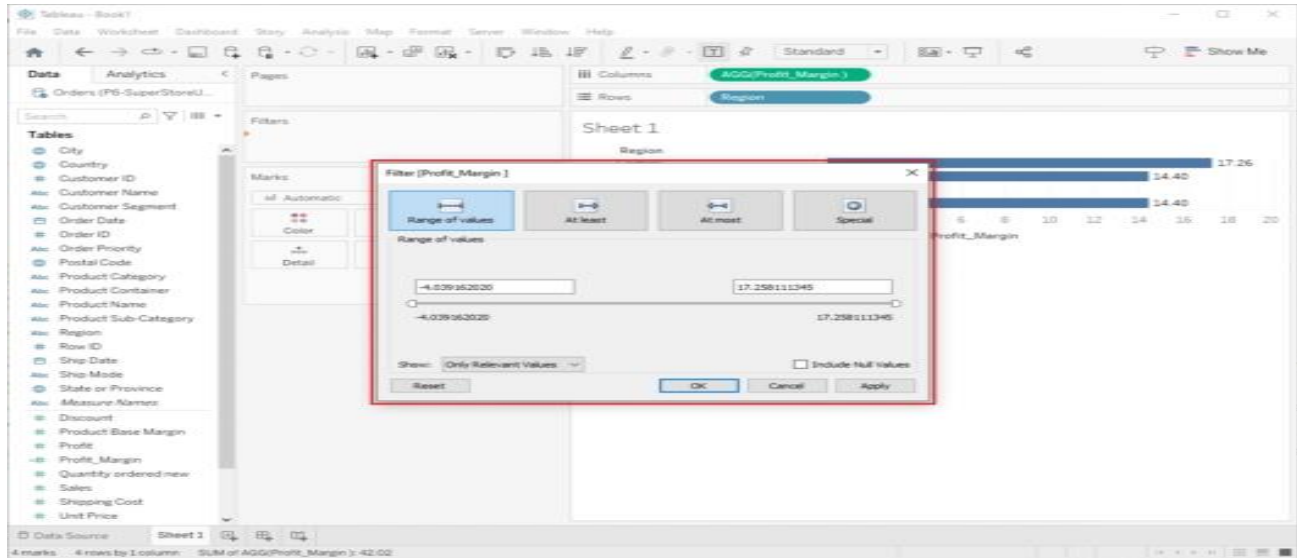 Tableau - Book1
File Data Worksheet Dashboard Story Analysis Map Format Server Window Help
Standard
Show Me
Data Analytics
Orders (P6-SuperStoreU...
Search
Tables
City
Country
Customer ID
Customer Name
Customer Segment
Order Date
Order ID
Order Priority
Postal Code
Product Category
Product Container
Product Name
Product Sub-Category
Region
Row ID
Ship Date
Ship Mode
State or Province
Measure Names
Discount
Product Base Margin
Profit
Profit_Margin
Quantity ordered new
Sales
Shipping Cost
Unit Price
Pages
Filters
Marks
Automatic
Color
Detail
Columns AGG(Profit_Margin )
Rows Region
Sheet 1
Region
17.26
14.40
14.40
6 8 10 12 14 16 18 20
Profit_Margin
Filter [Profit_Margin ]
Range of values At least At most Special
Range of values
-4.039162020 17.258111345
-4.039162020 17.258111345
Show: Only Relevant Values Include Null Values
Reset OK Cancel Apply
Data Source Sheet 1
4 marks 4 rows by 1 column SUM of AGG(Profit_Margin ): 42.02